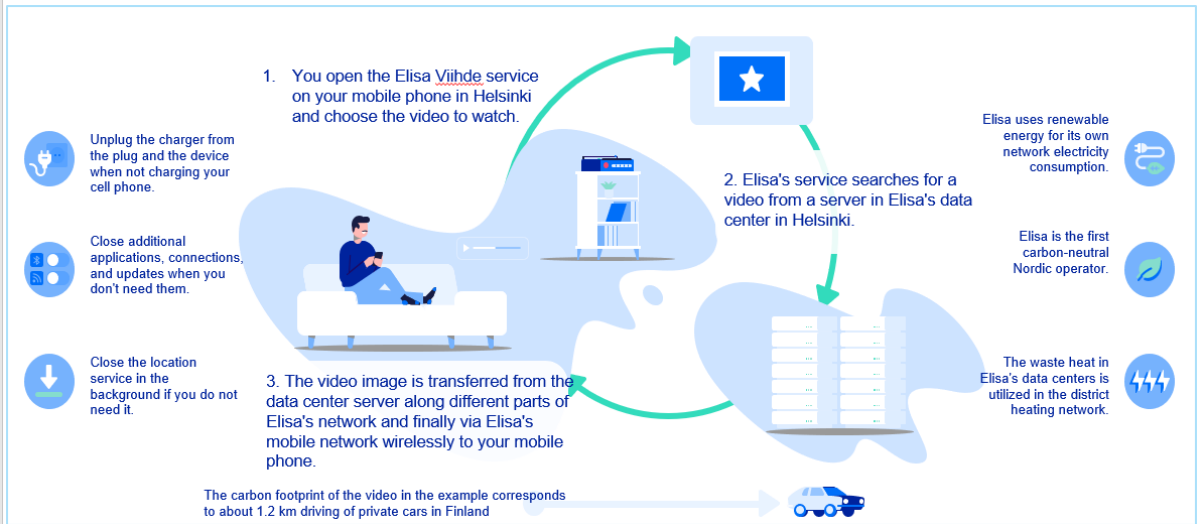 1. You open the Elisa Viihde service
on your mobile phone in Helsinki
and choose the video to watch.
Unplug the charger from
the plug and the device
when not charging your
cell phone.
Close additional
applications, connections,
and updates when you
don't need them.
Close the location
service in the
background if you do not
need it.
2. Elisa's service searches for a
video from a server in Elisa's data
center in Helsinki.
3. The video image is transferred from the
data center server along different parts of
Elisa's network and finally via Elisa's
mobile network wirelessly to your mobile
phone.
Elisa uses renewable
energy for its own
network electricity
consumption.
Elisa is the first
carbon-neutral
Nordic operator.
The waste heat in
Elisa's data centers is
utilized in the district
heating network.
The carbon footprint of the video in the example corresponds
to about 1.2 km driving of private cars in Finland